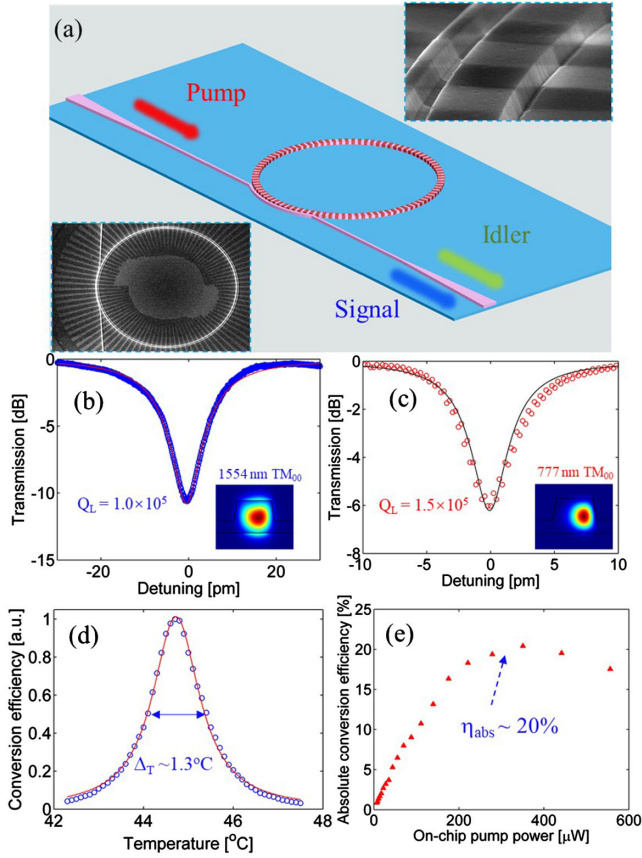 (a)
Pump
Idler
Signal
(b)
Transmission [dB]
0
-5
-10
-15
1554 nm TM₀₀
Q_L = 1.0×10⁵
-20 0 20
Detuning [pm]
(c)
Transmission [dB]
0
-2
-4
-6
-8
777 nm TM₀₀
Q_L = 1.5×10⁵
-10 -5 0 5 10
Detuning [pm]
(d)
Conversion efficiency [a.u.]
1
0.8
0.6
0.4
0.2
0
Δ_T ~1.3°C
42 44 46 48
Temperature [°C]
(e)
Absolute conversion efficiency [%]
25
20
15
10
5
0
η_abs ~ 20%
0 200 400 600
On-chip pump power [μW]